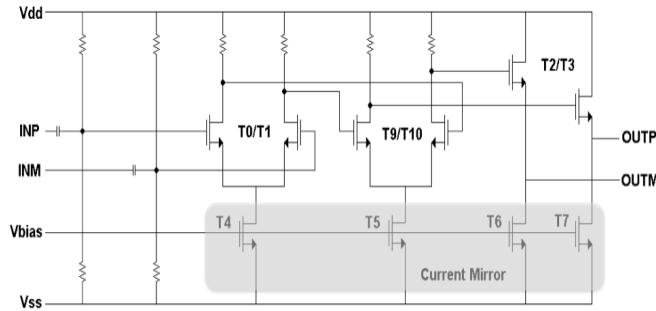 Vdd
T2/T3
INP
T0/T1
T9/T10
OUTP
INM
OUTM
Vbias
T4
T5
T6
T7
Current Mirror
Vss